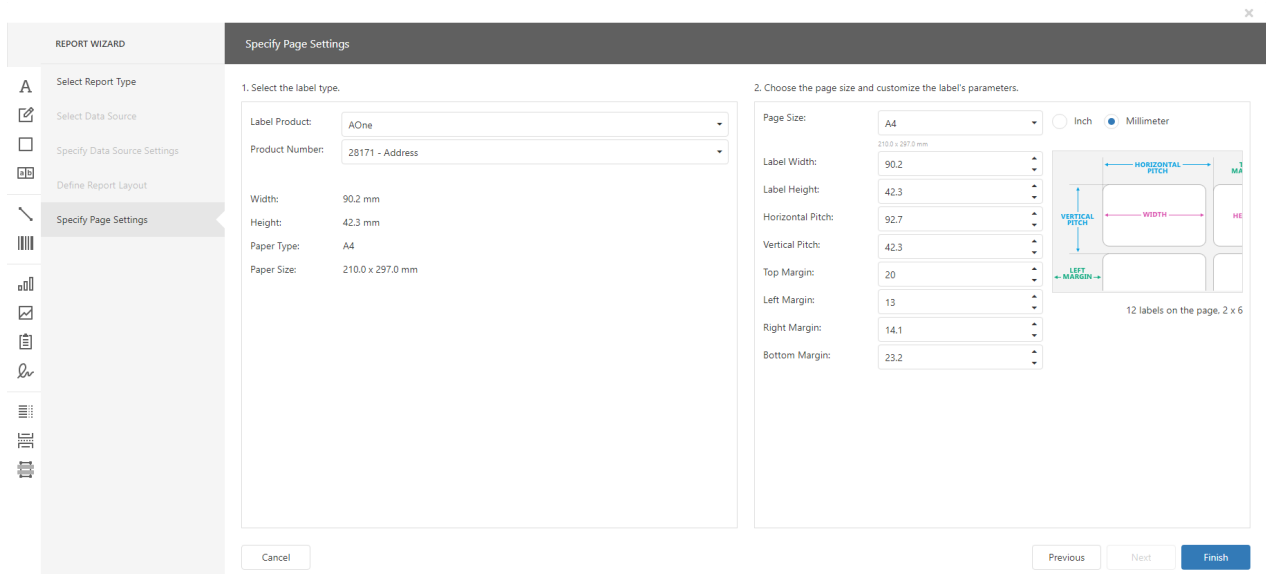 ×
REPORT WIZARD
Specify Page Settings
Select Report Type
Select Data Source
Specify Data Source Settings
Define Report Layout
Specify Page Settings
1. Select the label type.
Label Product:
AOne
Product Number:
28171 - Address
Width:
90.2 mm
Height:
42.3 mm
Paper Type:
A4
Paper Size:
210.0 x 297.0 mm
2. Choose the page size and customize the label's parameters.
Page Size:
A4
Inch
Millimeter
210.0 x 297.0 mm
Label Width:
90.2
Label Height:
42.3
Horizontal Pitch:
92.7
Vertical Pitch:
42.3
Top Margin:
20
Left Margin:
13
Right Margin:
14.1
Bottom Margin:
23.2
HORIZONTAL
PITCH
T
MA
VERTICAL
PITCH
WIDTH
HE
LEFT
MARGIN
12 labels on the page, 2 x 6
Cancel
Previous
Next
Finish